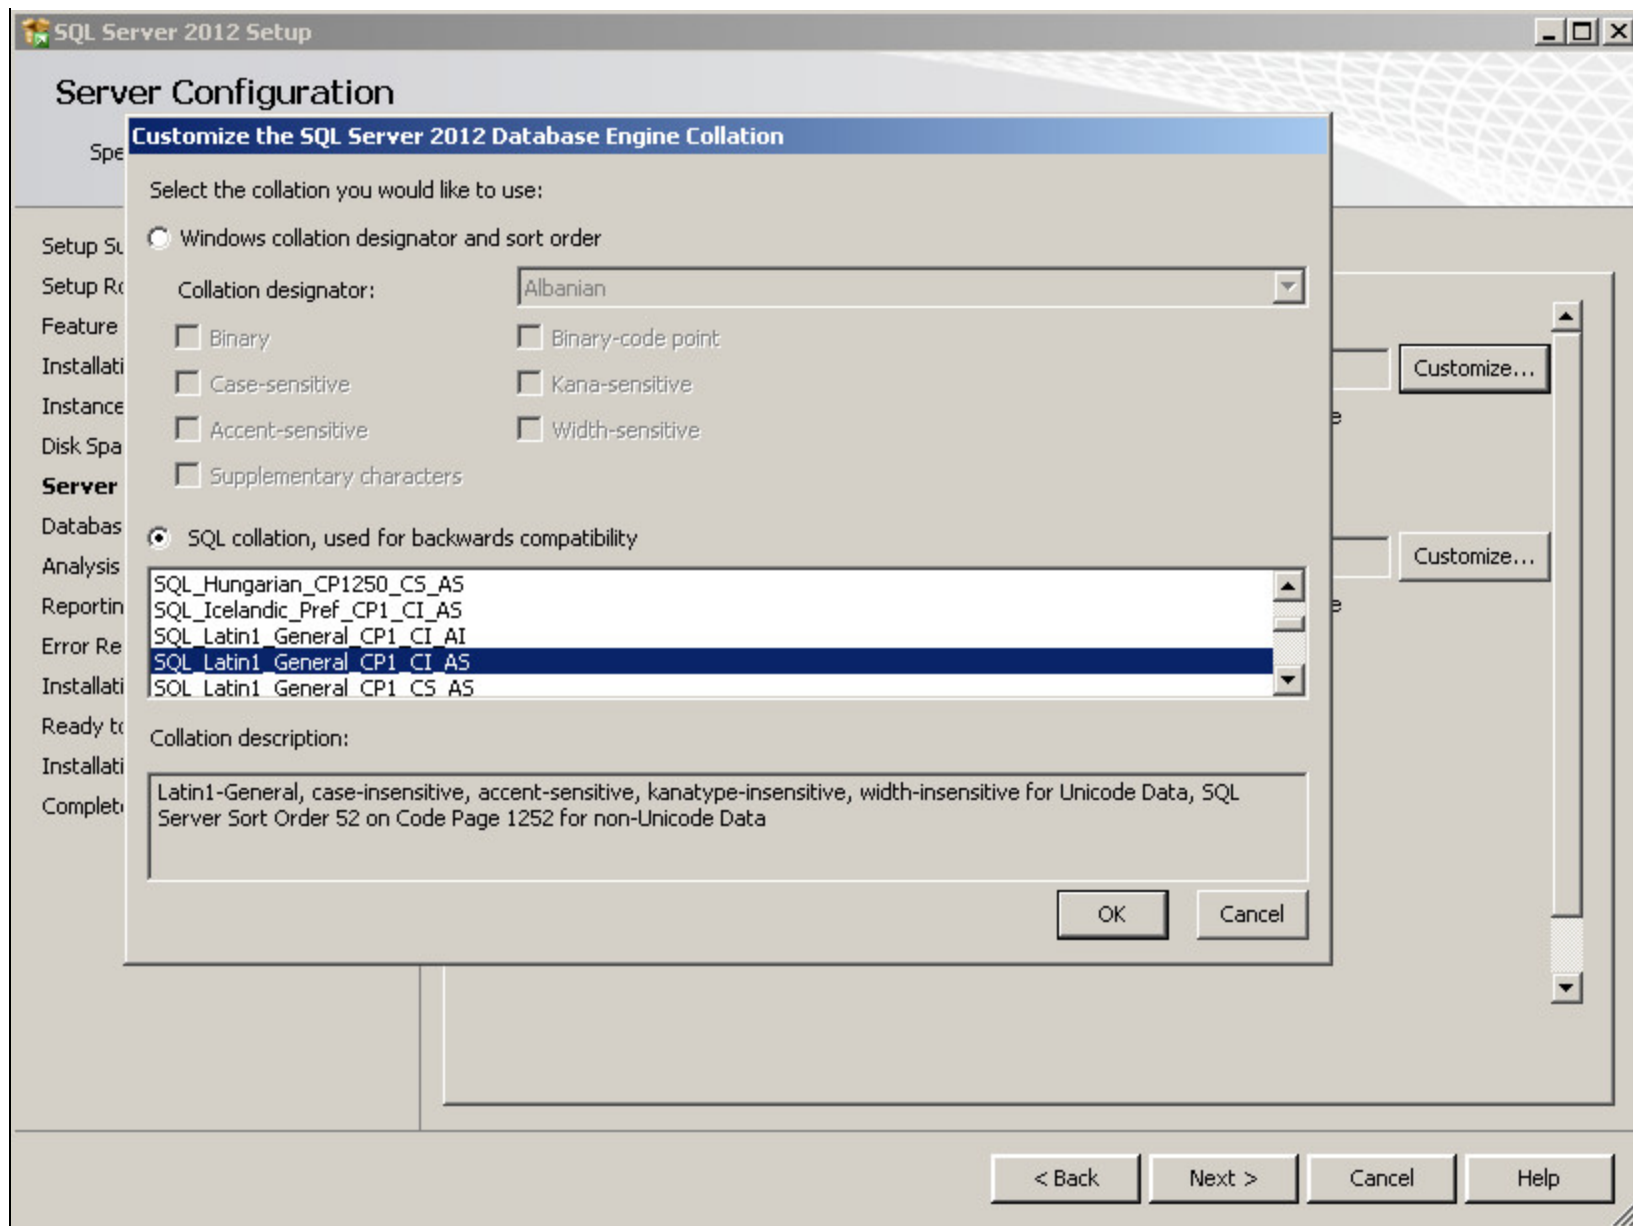 SQL Server 2012 Setup
Server Configuration
Customize the SQL Server 2012 Database Engine Collation
Spe
Select the collation you would like to use:
Windows collation designator and sort order
Collation designator:
Albanian
Binary
Binary-code point
Case-sensitive
Kana-sensitive
Accent-sensitive
Width-sensitive
Supplementary characters
SQL collation, used for backwards compatibility
SQL_Hungarian_CP1250_CS_AS
SQL_Icelandic_Pref_CP1_CI_AS
SQL_Latin1_General_CP1_CI_AI
SQL_Latin1_General_CP1_CI_AS
SQL_Latin1_General_CP1_CS_AS
Collation description:
Latin1-General, case-insensitive, accent-sensitive, kanatype-insensitive, width-insensitive for Unicode Data, SQL
Server Sort Order 52 on Code Page 1252 for non-Unicode Data
OK
Cancel
Setup Su
Setup Ro
Feature
Installati
Instance
Disk Spa
Server
Databas
Analysis
Reportin
Error Re
Installati
Ready to
Installati
Complet
Customize...
e
Customize...
e
< Back
Next >
Cancel
Help